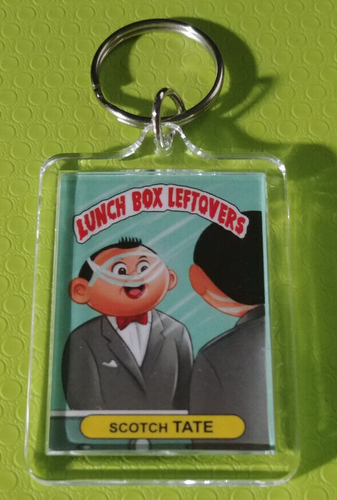 LUNCH BOX LEFTOVERS
SCOTCH TATE